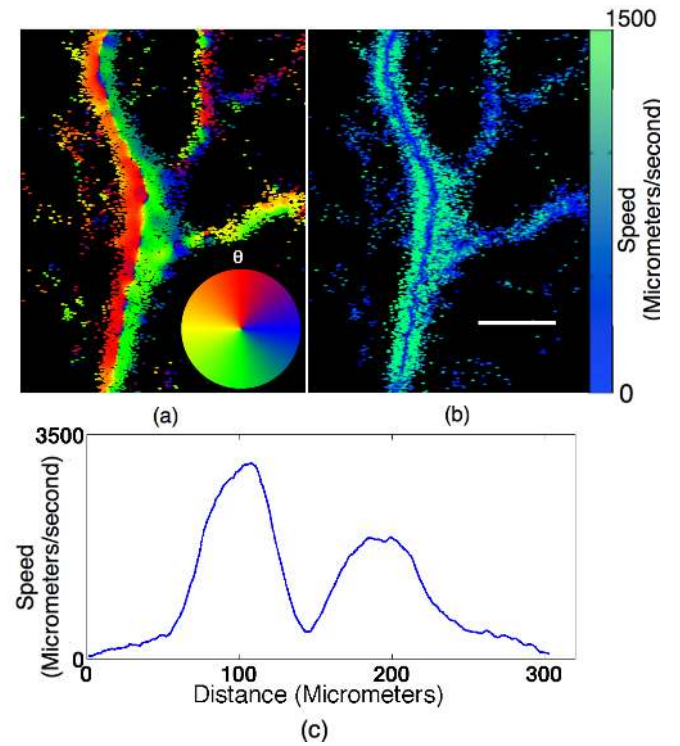 θ
(a)
(b)
1500
Speed
(Micrometers/second)
0
3500
Speed
(Micrometers/second)
0
0
100
200
300
Distance (Micrometers)
(c)